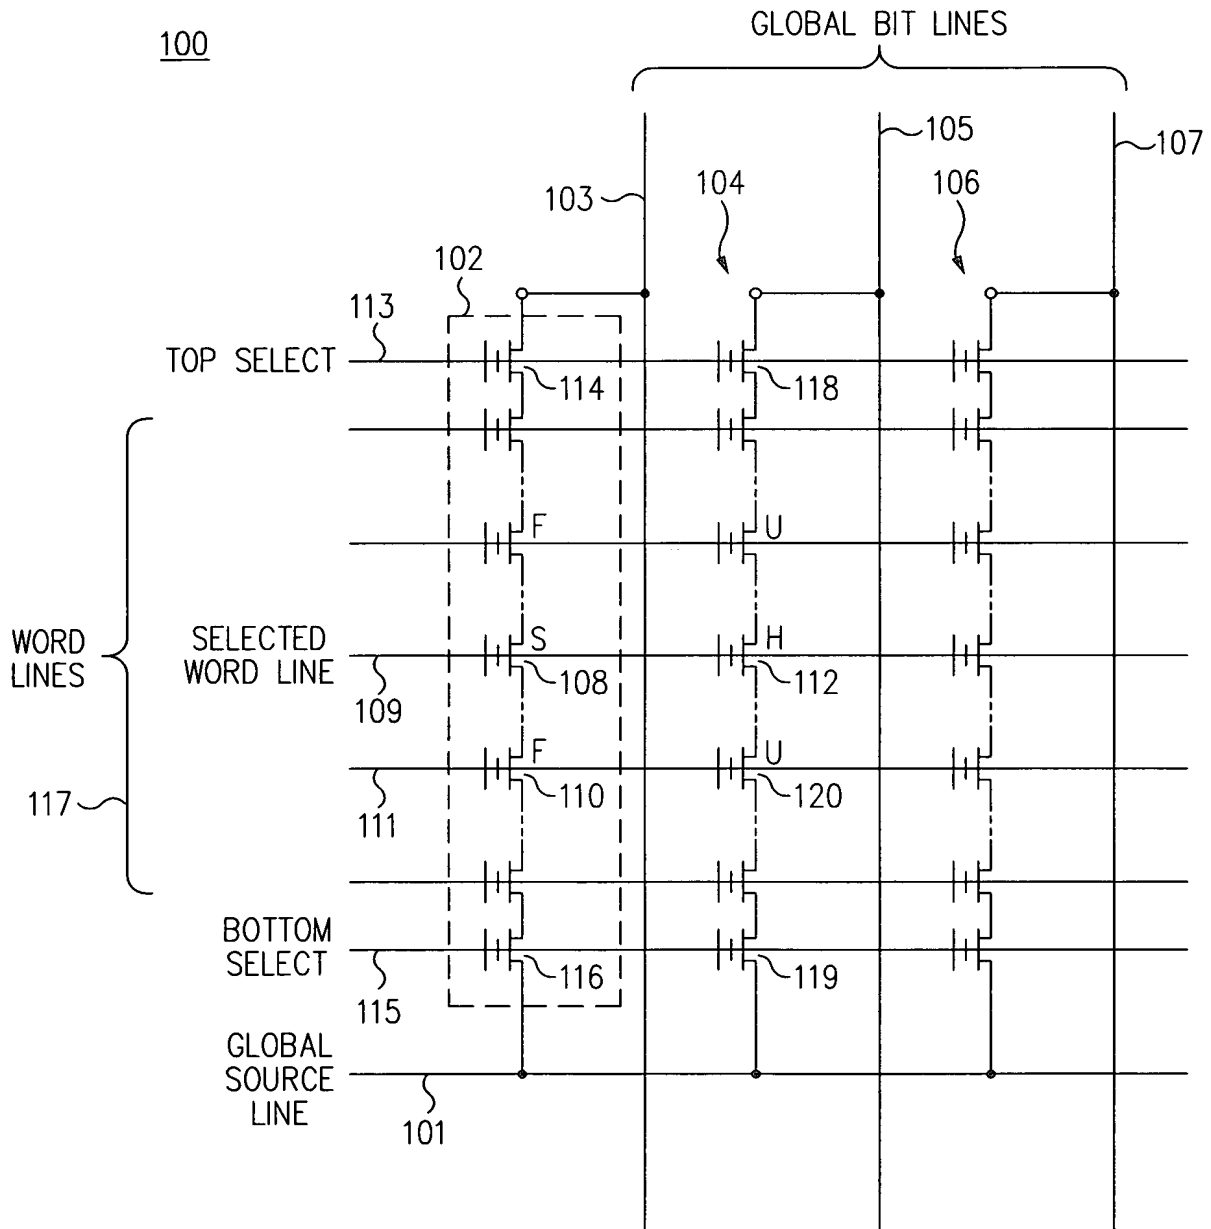 100
GLOBAL BIT LINES
105
107
103
104
106
102
113
TOP SELECT
114
118
F
U
WORD
LINES
SELECTED
WORD LINE
S
H
108
112
109
F
U
117
111
110
120
BOTTOM
SELECT
115
116
119
GLOBAL
SOURCE
LINE
101